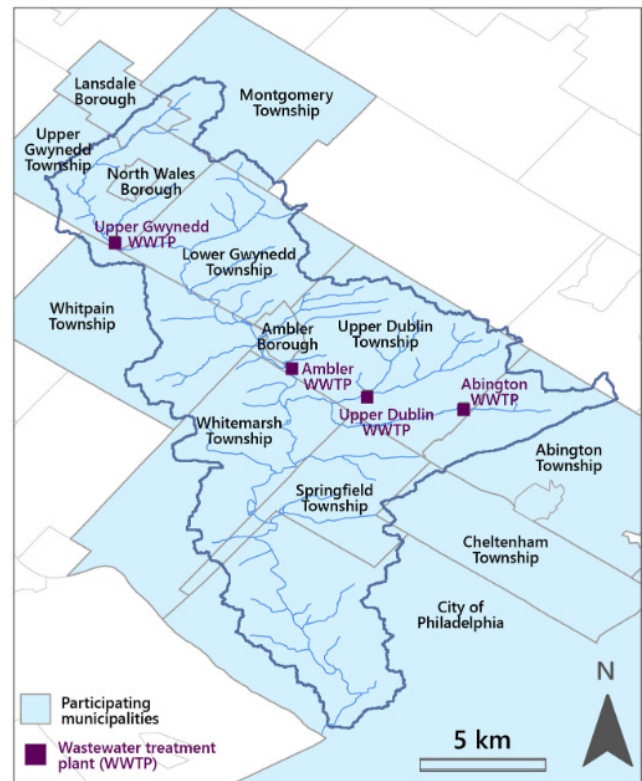 Lansdale
Borough
Montgomery
Township
Upper
Gwynedd
Township
North Wales
Borough
Upper Gwynedd
WWTP
Lower Gwynedd
Township
Whitpain
Township
Ambler
Borough
Upper Dublin
Township
Ambler
WWTP
Upper Dublin
WWTP
Abington
WWTP
Whitemarsh
Township
Abington
Township
Springfield
Township
Cheltenham
Township
City of
Philadelphia
N
5 km
Participating
municipalities
Wastewater treatment
plant (WWTP)